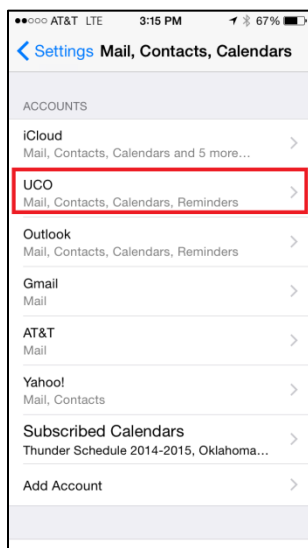 AT&T LTE 3:15 PM 67%
Settings Mail, Contacts, Calendars
ACCOUNTS
iCloud
Mail, Contacts, Calendars and 5 more...
UCO
Mail, Contacts, Calendars, Reminders
Outlook
Mail, Contacts, Calendars, Reminders
Gmail
Mail
AT&T
Mail
Yahoo!
Mail, Contacts
Subscribed Calendars
Thunder Schedule 2014-2015, Oklahoma...
Add Account